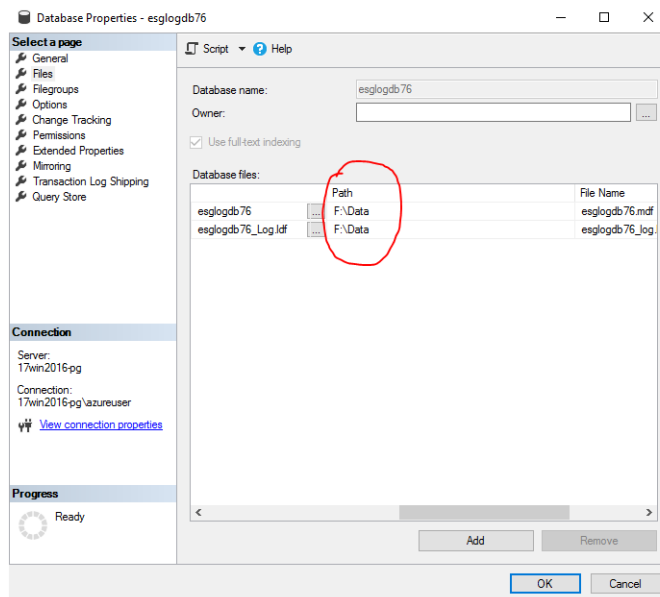 Database Properties - esglogdb76
Select a page
General
Files
Filegroups
Options
Change Tracking
Permissions
Extended Properties
Mirroring
Transaction Log Shipping
Query Store
Script
Help
Database name:
esglogdb76
Owner:
...
Use full-text indexing
Database files:
Path File Name
esglogdb76 ... F:\Data esglogdb76.mdf
esglogdb76_Log.ldf ... F:\Data esglogdb76_log.
Connection
Server:
17win2016-pg
Connection:
17win2016-pg\azureuser
View connection properties
Progress
Ready
Add Remove
OK Cancel